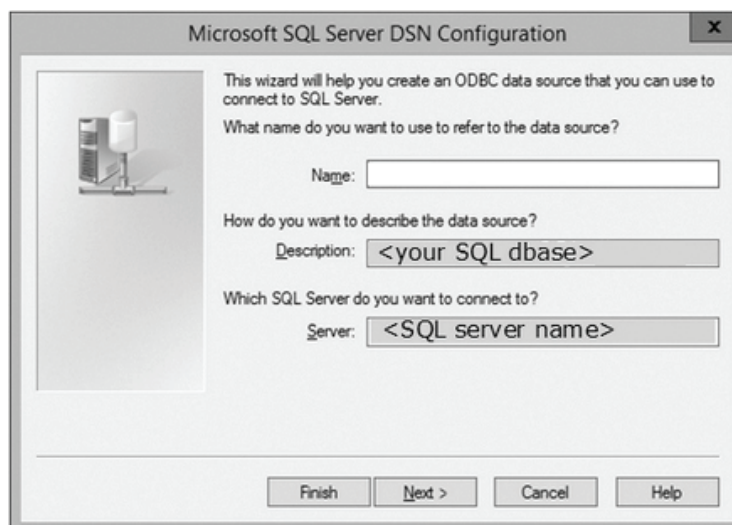 Microsoft SQL Server DSN Configuration
x
This wizard will help you create an ODBC data source that you can use to
connect to SQL Server.
What name do you want to use to refer to the data source?
Name:
How do you want to describe the data source?
Description: <your SQL dbase>
Which SQL Server do you want to connect to?
Server: <SQL server name>
Finish Next > Cancel Help